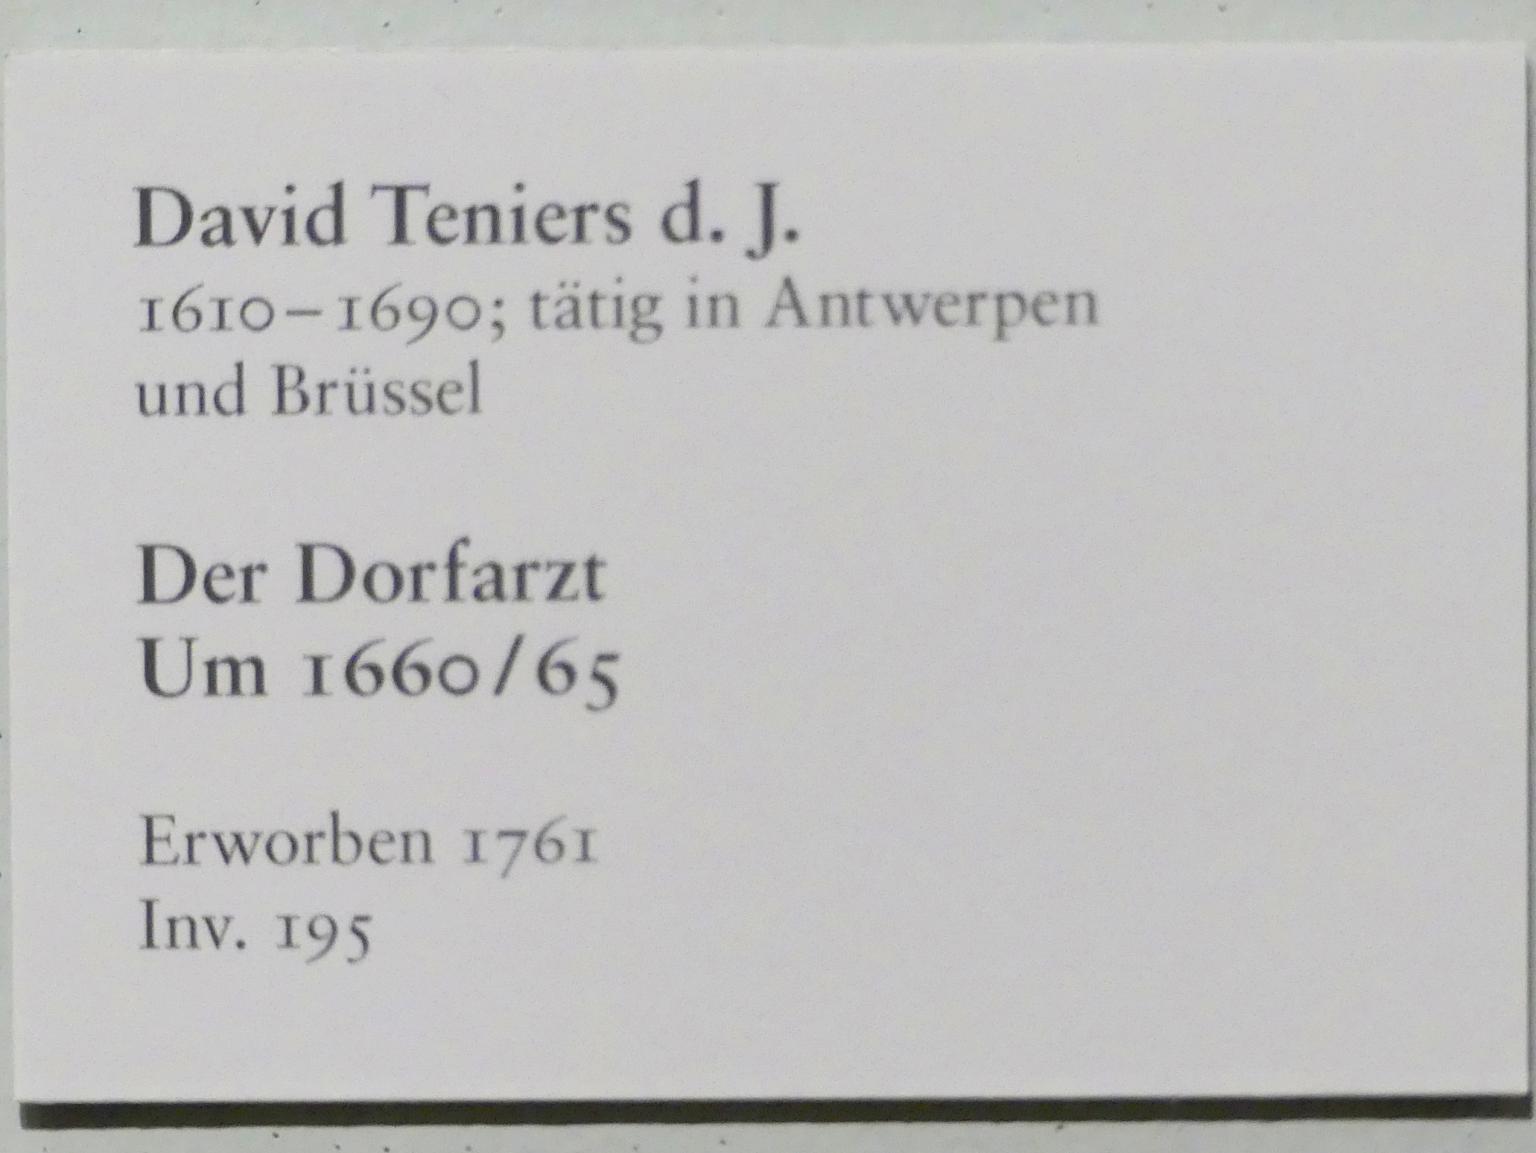 David Teniers d. J.
1610–1690; tätig in Antwerpen
und Brüssel
Der Dorfarzt
Um 1660/65
Erworben 1761
Inv. 195